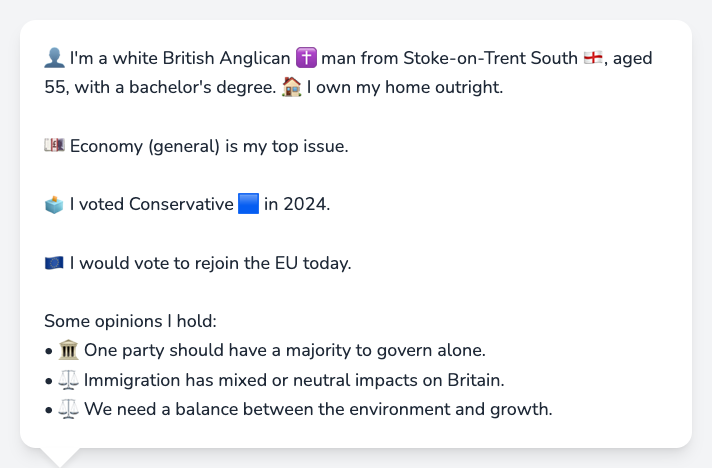 👤 I'm a white British Anglican ✝️ man from Stoke-on-Trent South 🏴󠁧󠁢󠁥󠁮󠁧󠁿, aged
55, with a bachelor's degree. 🏠 I own my home outright.
💷 Economy (general) is my top issue.
🗳️ I voted Conservative 🟦 in 2024.
🇪🇺 I would vote to rejoin the EU today.
Some opinions I hold:
• 🏛️ One party should have a majority to govern alone.
• ⚖️ Immigration has mixed or neutral impacts on Britain.
• ⚖️ We need a balance between the environment and growth.